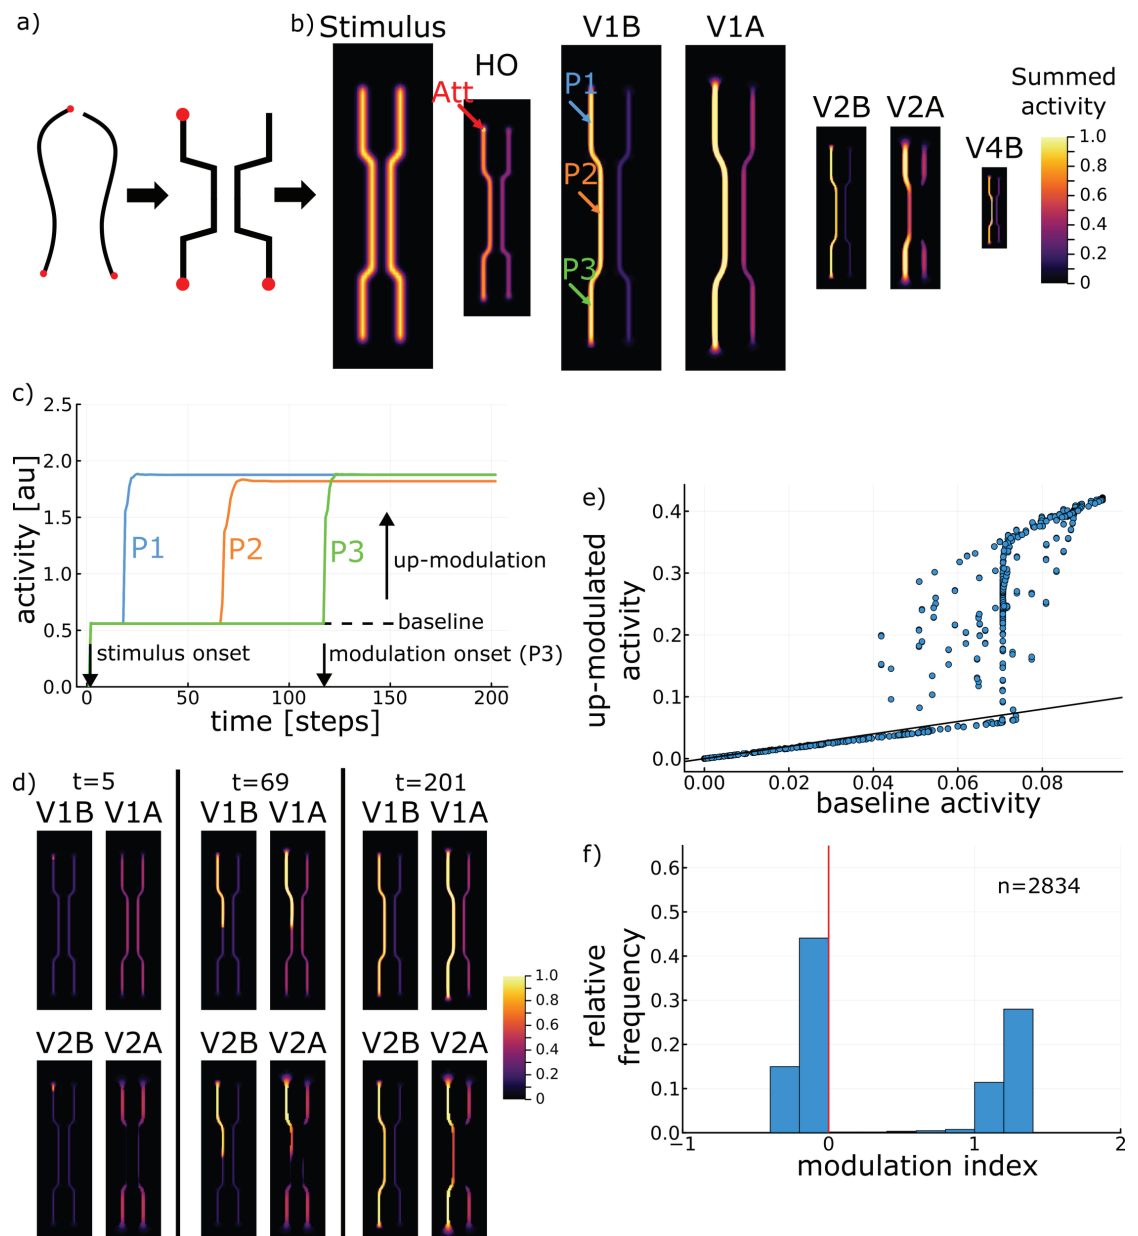 a)
b)
Stimulus
HO
Att
V1B
P1
P2
P3
V1A
V2B
V2A
V4B
Summed
activity
1.0
0.8
0.6
0.4
0.2
0
c)
activity [au]
2.5
2.0
1.5
1.0
0.5
0.0
P1
P2
P3
up-modulation
baseline
stimulus onset
modulation onset (P3)
0
50
100
150
200
time [steps]
d)
t=5
t=69
t=201
V1B V1A
V1B V1A
V1B V1A
V2B V2A
V2B V2A
V2B V2A
1.0
0.8
0.6
0.4
0.2
0
e)
up-modulated
activity
0.4
0.3
0.2
0.1
0.0
0.00
0.02
0.04
0.06
0.08
baseline activity
f)
n=2834
relative
frequency
0.6
0.5
0.4
0.3
0.2
0.1
0.0
−1
0
1
2
modulation index